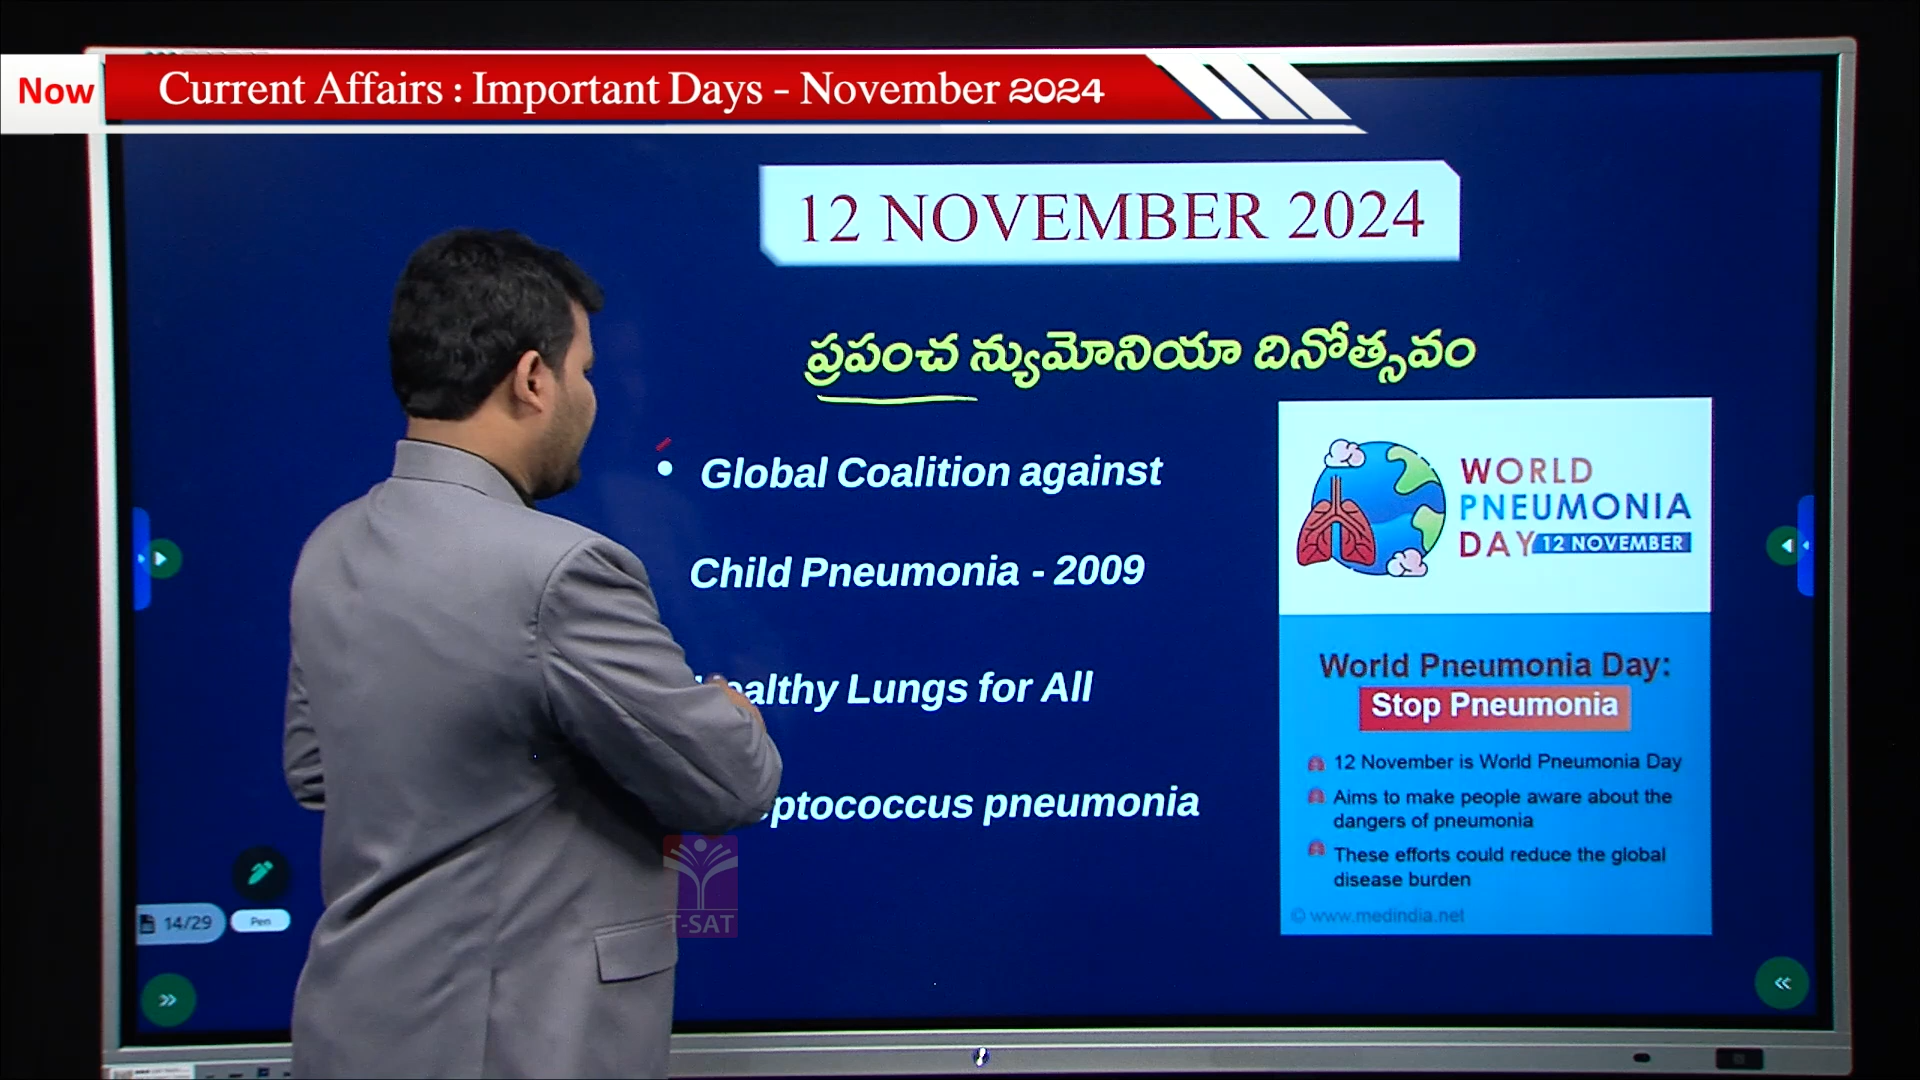 Now
Current Affairs : Important Days - November 2024
12 NOVEMBER 2024
ప్రపంచ న్యుమోనియా దినోత్సవం
• Global Coalition against
Child Pneumonia - 2009
Lungs for All
pneumonia
WORLD
PNEUMONIA
DAY 12 NOVEMBER
World Pneumonia Day:
Stop Pneumonia
12 November is World Pneumonia Day
Aims to make people aware about the
dangers of pneumonia
These efforts could reduce the global
disease burden
© www.medindia.net
14/29
Pen
T-SAT